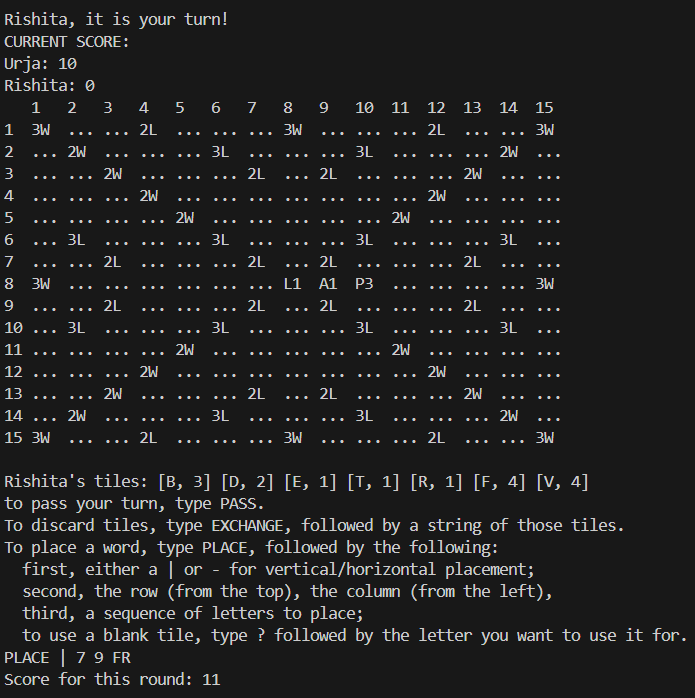 Rishita, it is your turn!
CURRENT SCORE:
Urja: 10
Rishita: 0
   1  2  3  4  5  6  7  8  9  10 11 12 13 14 15
1  3W ... ... 2L ... ... ... 3W ... ... ... 2L ... ... 3W
2  ... 2W ... ... ... 3L ... ... ... 3L ... ... ... 2W ...
3  ... ... 2W ... ... ... 2L ... 2L ... ... ... 2W ... ...
4  ... ... ... 2W ... ... ... ... ... ... ... 2W ... ... ...
5  ... ... ... ... 2W ... ... ... ... ... 2W ... ... ... ...
6  ... 3L ... ... ... 3L ... ... ... 3L ... ... ... 3L ...
7  ... ... 2L ... ... ... 2L ... 2L ... ... ... 2L ... ...
8  3W ... ... ... ... ... ... L1 A1 P3 ... ... ... ... 3W
9  ... ... 2L ... ... ... 2L ... 2L ... ... ... 2L ... ...
10 ... 3L ... ... ... 3L ... ... ... 3L ... ... ... 3L ...
11 ... ... ... ... 2W ... ... ... ... ... 2W ... ... ... ...
12 ... ... ... 2W ... ... ... ... ... ... ... 2W ... ... ...
13 ... ... 2W ... ... ... 2L ... 2L ... ... ... 2W ... ...
14 ... 2W ... ... ... 3L ... ... ... 3L ... ... ... 2W ...
15 3W ... ... 2L ... ... ... 3W ... ... ... 2L ... ... 3W
Rishita's tiles: [B, 3] [D, 2] [E, 1] [T, 1] [R, 1] [F, 4] [V, 4]
to pass your turn, type PASS.
To discard tiles, type EXCHANGE, followed by a string of those tiles.
To place a word, type PLACE, followed by the following:
  first, either a | or - for vertical/horizontal placement;
  second, the row (from the top), the column (from the left),
  third, a sequence of letters to place;
  to use a blank tile, type ? followed by the letter you want to use it for.
PLACE | 7 9 FR
Score for this round: 11